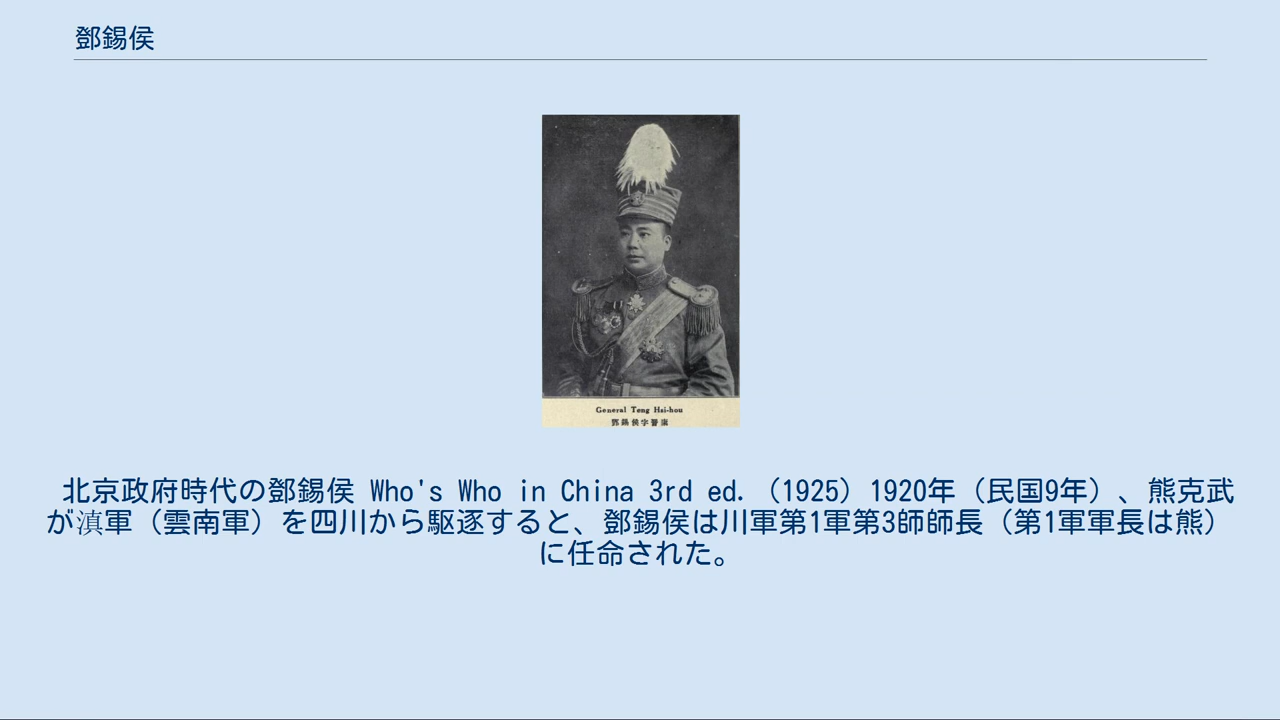 鄧錫侯
General Teng Hsi-hou
鄧錫侯字晋康
北京政府時代の鄧錫侯 Who's Who in China 3rd ed. (1925) 1920年（民国9年）、熊克武
が滇軍（雲南軍）を四川から駆逐すると、鄧錫侯は川軍第1軍第3師師長（第1軍軍長は熊）
に任命された。